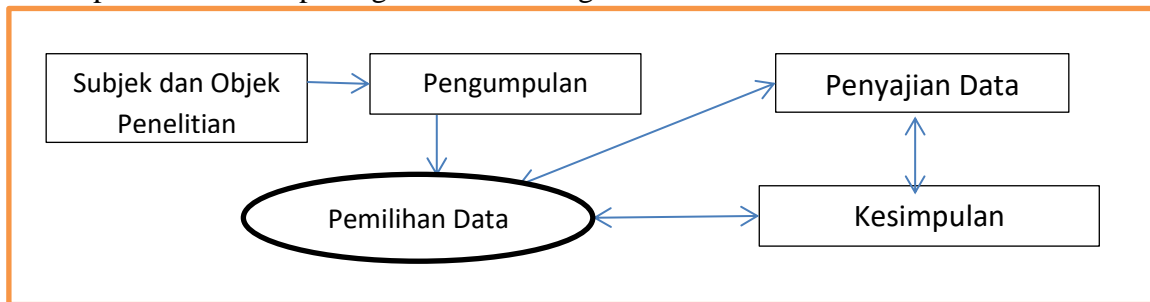 Subjek dan Objek
Penelitian
Pengumpulan
Penyajian Data
Pemilihan Data
Kesimpulan